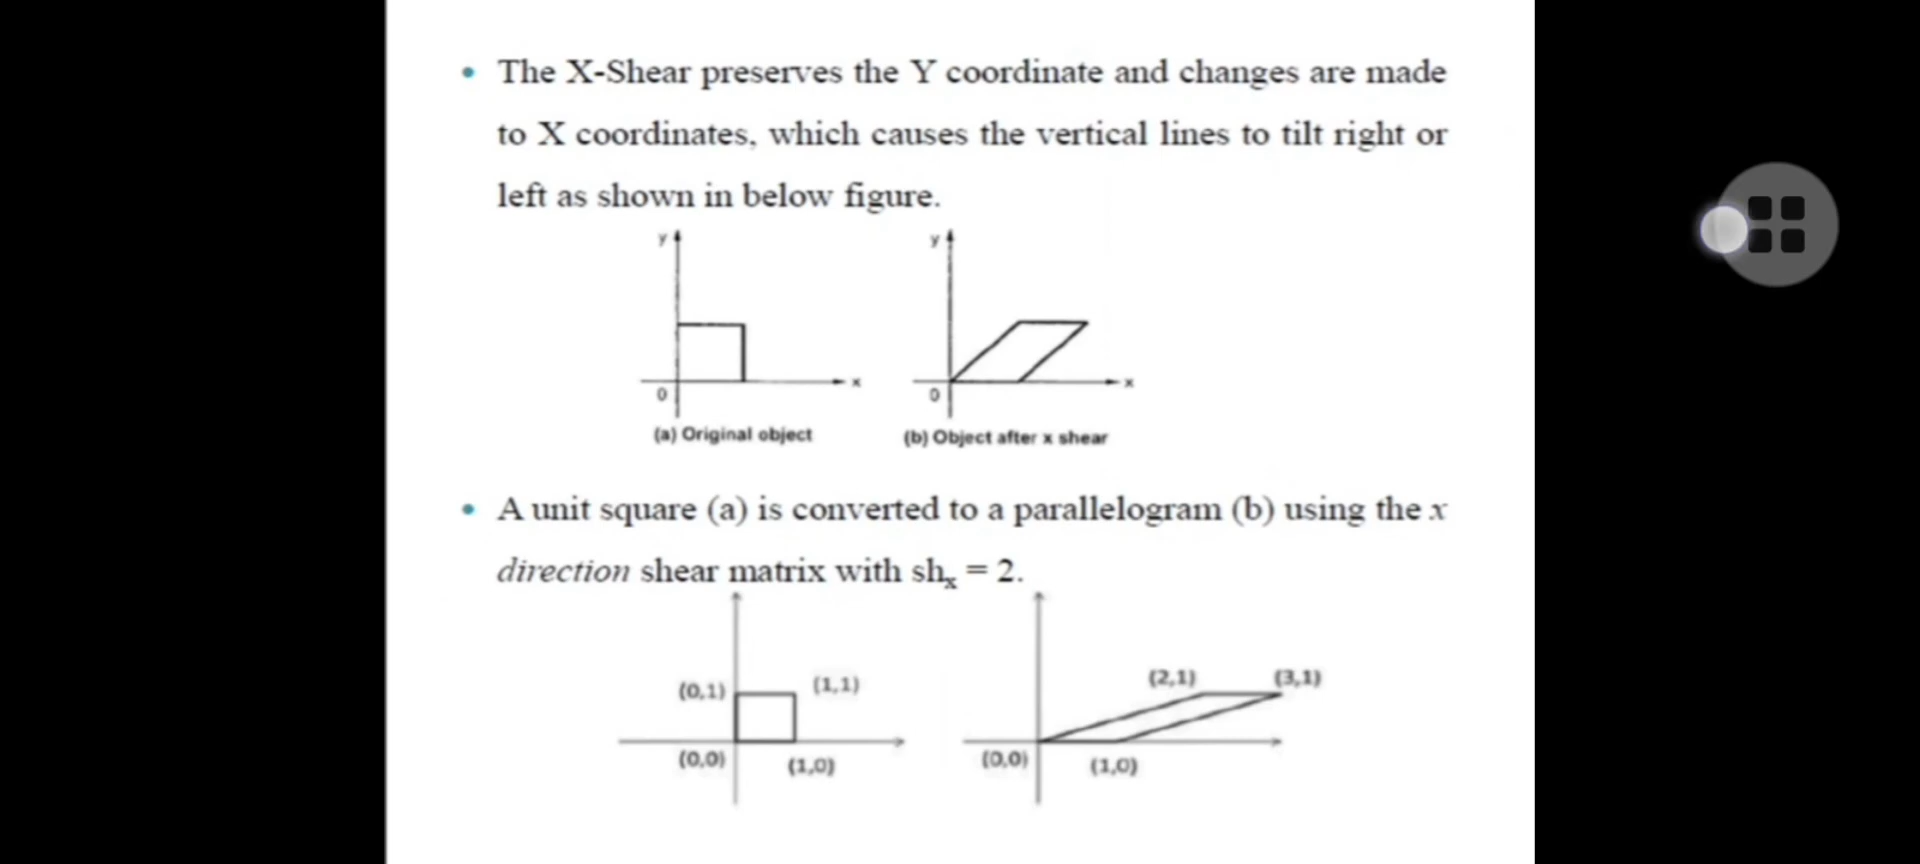 • The X-Shear preserves the Y coordinate and changes are made
to X coordinates, which causes the vertical lines to tilt right or
left as shown in below figure.
y y
x x
0 0
(a) Original object (b) Object after x shear
• A unit square (a) is converted to a parallelogram (b) using the x
direction shear matrix with shₓ = 2.
(0,1) (1,1) (2,1) (3,1)
(0,0) (1,0) (0,0) (1,0)